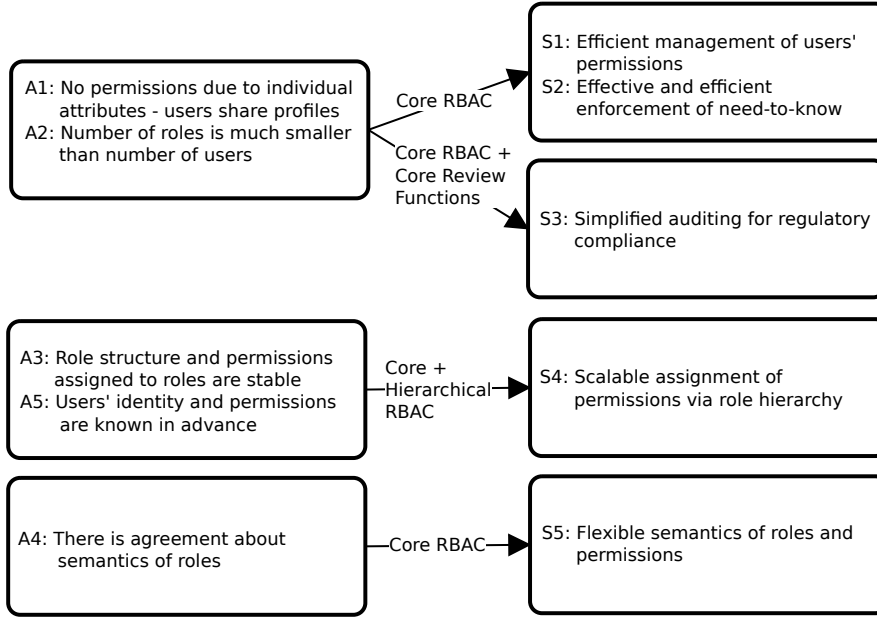 A1: No permissions due to individual
attributes - users share profiles
A2: Number of roles is much smaller
than number of users
Core RBAC
S1: Efficient management of users'
permissions
S2: Effective and efficient
enforcement of need-to-know
Core RBAC +
Core Review
Functions
S3: Simplified auditing for regulatory
compliance
A3: Role structure and permissions
assigned to roles are stable
A5: Users' identity and permissions
are known in advance
Core +
Hierarchical
RBAC
S4: Scalable assignment of
permissions via role hierarchy
A4: There is agreement about
semantics of roles
Core RBAC
S5: Flexible semantics of roles and
permissions